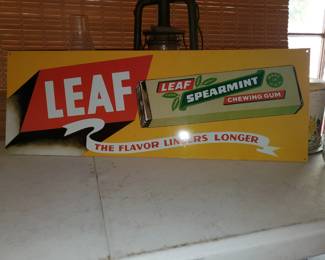 LEAF
LEAF
SPEARMINT
CHEWING GUM
THE FLAVOR LINGERS LONGER